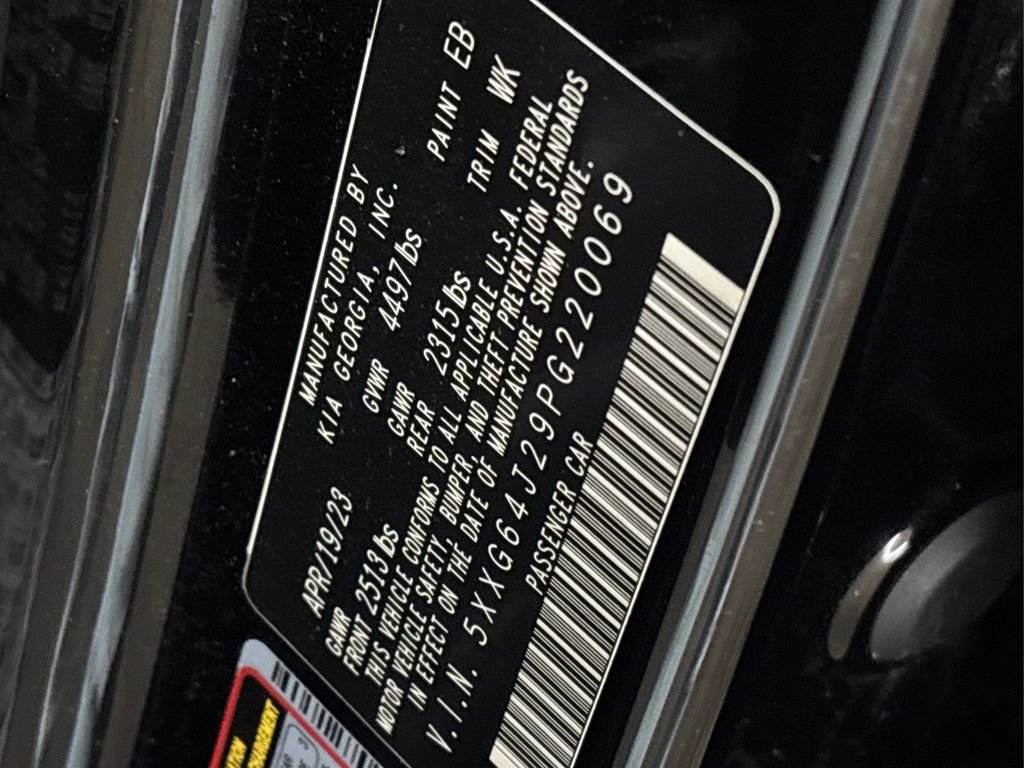 MANUFACTURED BY
APR/19/23 KIA GEORGIA, INC.
GVWR 4497lbs PAINT EB
GAWR GAWR TRIM WK
FRONT 2513lbs REAR 2315lbs
THIS VEHICLE CONFORMS TO ALL APPLICABLE U.S.A. FEDERAL
MOTOR VEHICLE SAFETY, BUMPER, AND THEFT PREVENTION STANDARDS
IN EFFECT ON THE DATE OF MANUFACTURE SHOWN ABOVE.
V.I.N. 5XXG64J29PG220069
PASSENGER CAR